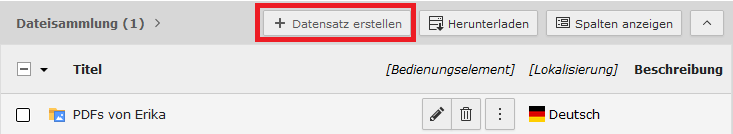 Dateisammlung (1) > + Datensatz erstellen Herunterladen Spalten anzeigen
Titel [Bedienungselement] [Lokalisierung] Beschreibung
PDFs von Erika Deutsch